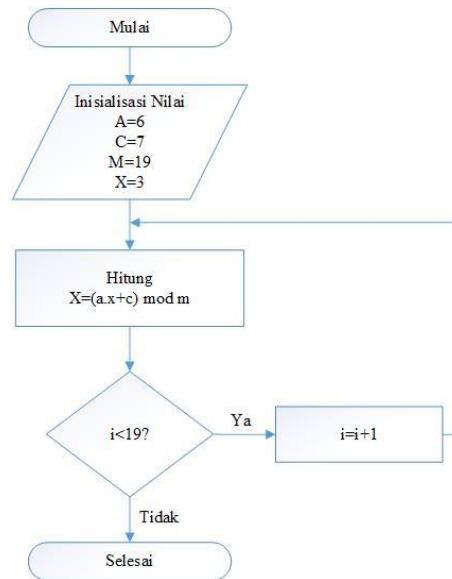 Mulai
Inisialisasi Nilai
A=6
C=7
M=19
X=3
Hitung
X=(a.x+c) mod m
i<19?
Ya
i=i+1
Tidak
Selesai